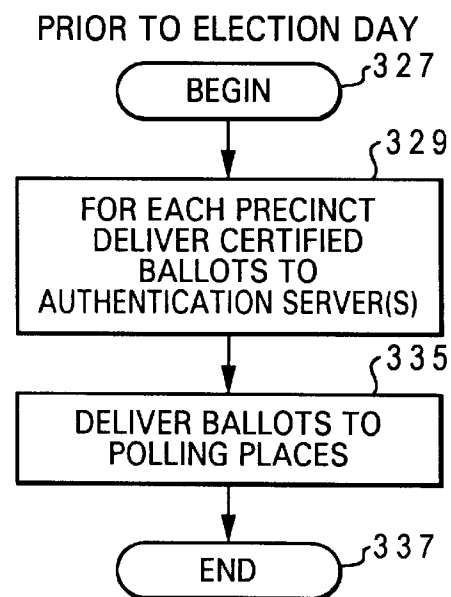 PRIOR TO ELECTION DAY
327
BEGIN
329
FOR EACH PRECINCT
DELIVER CERTIFIED
BALLOTS TO
AUTHENTICATION SERVER(S)
335
DELIVER BALLOTS TO
POLLING PLACES
337
END